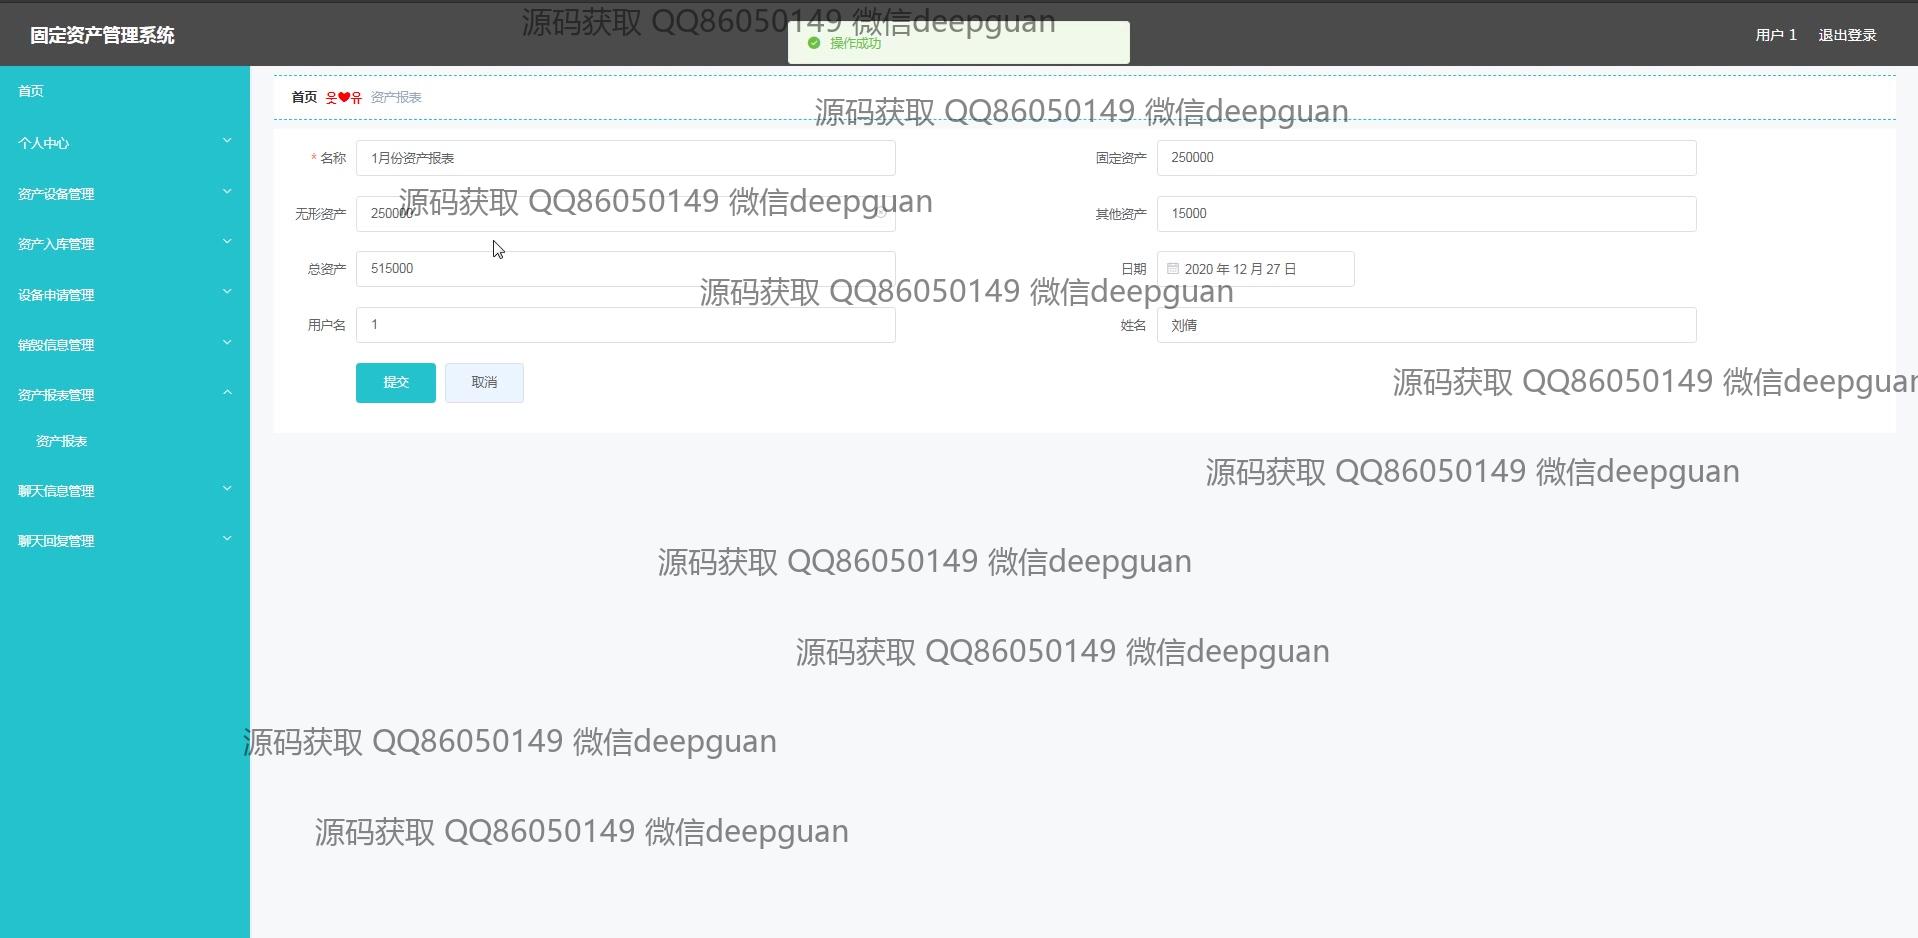 源码获取 QQ86050149 微信deepguan
固定资产管理系统
操作成功
用户 1 退出登录
首页
个人中心
资产设备管理
资产入库管理
设备申请管理
销毁信息管理
资产报表管理
资产报表
聊天信息管理
聊天回复管理
首页 웃❤유 资产报表
源码获取 QQ86050149 微信deepguan
* 名称 1月份资产报表
固定资产 250000
源码获取 QQ86050149 微信deepguan
无形资产 250000
其他资产 15000
总资产 515000
日期 2020 年 12 月 27 日
源码获取 QQ86050149 微信deepguan
用户名 1
姓名 刘倩
提交 取消
源码获取 QQ86050149 微信deepguan
源码获取 QQ86050149 微信deepguan
源码获取 QQ86050149 微信deepguan
源码获取 QQ86050149 微信deepguan
源码获取 QQ86050149 微信deepguan
源码获取 QQ86050149 微信deepguan